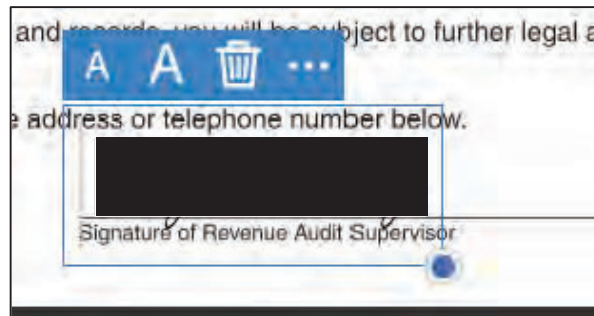 and records, you will be subject to further legal a
A A
e address or telephone number below.
Signature of Revenue Audit Supervisor